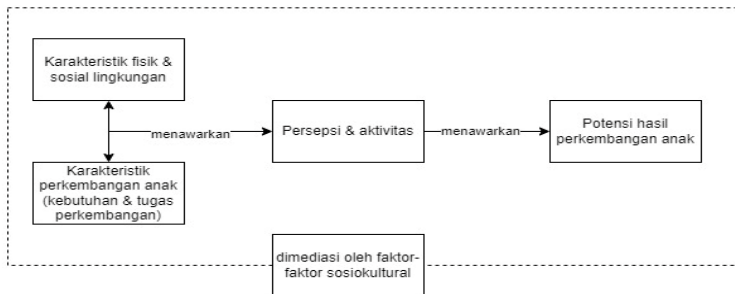 Karakteristik fisik &
sosial lingkungan
menawarkan
Persepsi & aktivitas
menawarkan
Potensi hasil
perkembangan anak
Karakteristik
perkembangan anak
(kebutuhan & tugas
perkembangan)
dimediasi oleh faktor-
faktor sosiokultural